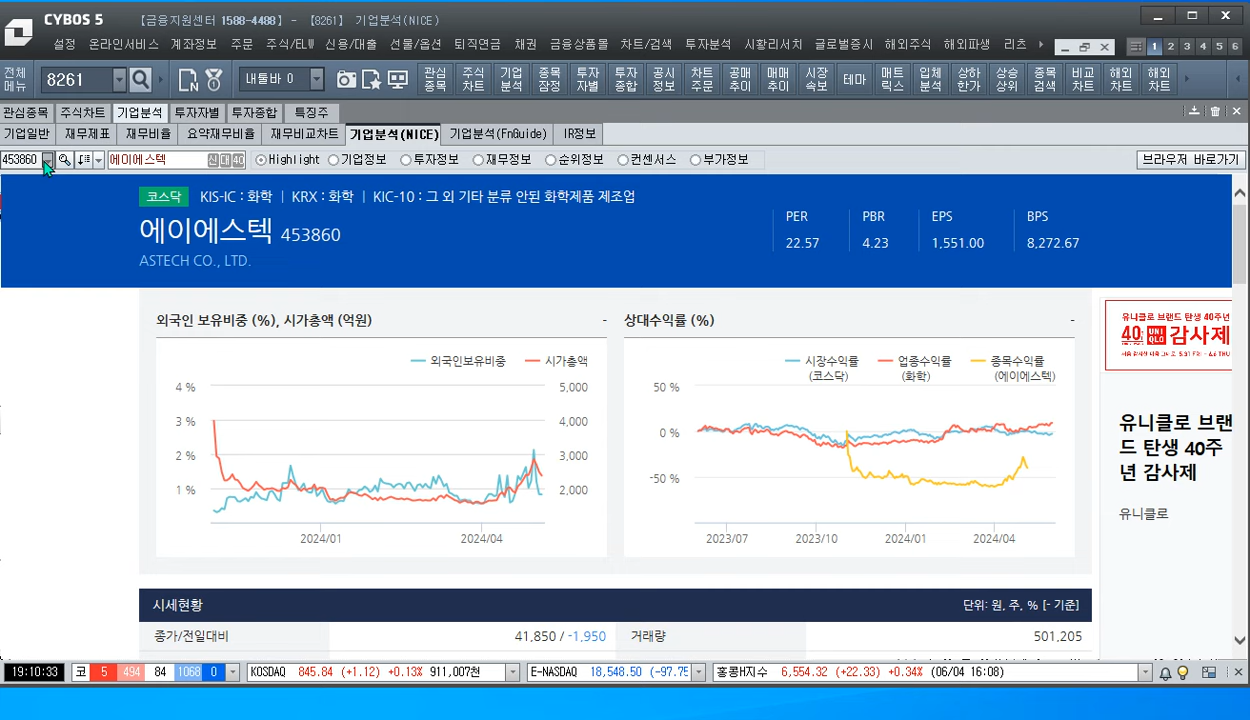 CYBOS 5 【금융지원센터 1588-4488】 - 【8261】 기업분석(NICE)
설정 온라인서비스 계좌정보 주문 주식/ELW 신용/대출 선물/옵션 퇴직연금 채권 금융상품몰 차트/검색 투자분석 시황리서치 글로벌증시 해외주식 해외파생 리츠 1 2 3 4 5 6
전체메뉴 8261 내툴바 0 관심종목 주식차트 기업분석 종목잠정 투자자별 투자종합 공시정보 차트주문 공매추이 매매추이 시장속보 테마 매트릭스 입체분석 상하한가 상승상위 종목검색 비교차트 해외차트 해외차트
관심종목 주식차트 기업분석 투자자별 투자종합 특징주
기업일반 재무제표 재무비율 요약재무비율 재무비교차트 기업분석(NICE) 기업분석(FnGuide) IR정보
453860 에이에스텍 신 대 40 Highlight 기업정보 투자정보 재무정보 순위정보 컨센서스 부가정보 브라우저 바로가기
코스닥 KIS-IC : 화학 | KRX : 화학 | KIC-10 : 그 외 기타 분류 안된 화학제품 제조업
에이에스텍 453860
ASTECH CO., LTD.
PER PBR EPS BPS
22.57 4.23 1,551.00 8,272.67
외국인 보유비중 (%), 시가총액 (억원) -
외국인보유비중 시가총액
4 % 5,000
3 % 4,000
2 % 3,000
1 % 2,000
2024/01 2024/04
상대수익률 (%) -
시장수익률 (코스닥) 업종수익률 (화학) 종목수익률 (에이에스텍)
50 %
0 %
-50 %
2023/07 2023/10 2024/01 2024/04
유니클로 브랜드 탄생 40주년
40 UNIQLO 감사제
유니클로 브랜
드 탄생 40주
년 감사제
유니클로
시세현황 단위: 원, 주, % [- 기준]
종가/전일대비 41,850 / -1,950 거래량 501,205
19:10:33 코 5 494 84 1068 0 KOSDAQ 845.84 (+1.12) +0.13% 911,007천 E-NASDAQ 18,548.50 (-97.75 홍콩H지수 6,554.32 (+22.33) +0.34% (06/04 16:08)